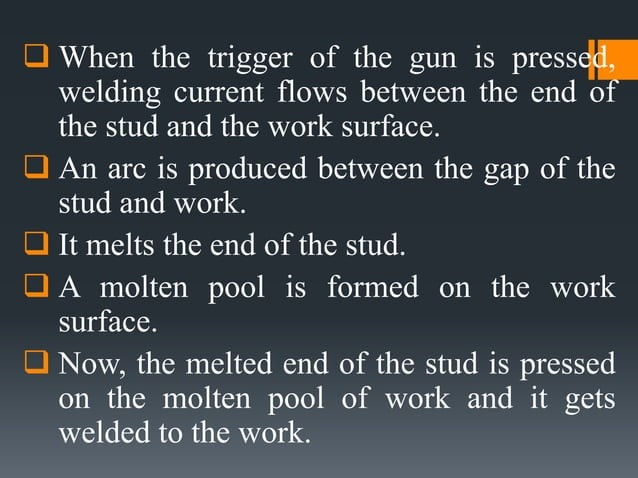 When the trigger of the gun is pressed,
welding current flows between the end of
the stud and the work surface.
An arc is produced between the gap of the
stud and work.
It melts the end of the stud.
A molten pool is formed on the work
surface.
Now, the melted end of the stud is pressed
on the molten pool of work and it gets
welded to the work.